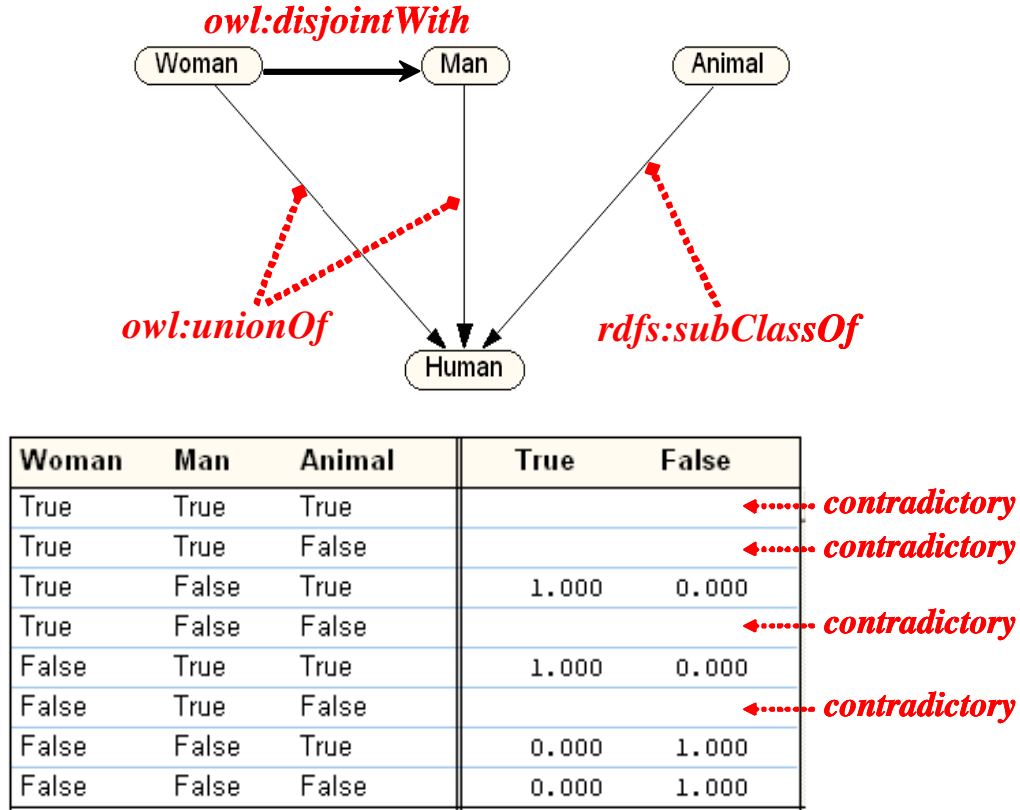 owl:disjointWith
Woman Man Animal
owl:unionOf rdfs:subClassOf
Human
Woman Man Animal True False
True True True contradictory
True True False contradictory
True False True 1.000 0.000
True False False contradictory
False True True 1.000 0.000
False True False contradictory
False False True 0.000 1.000
False False False 0.000 1.000